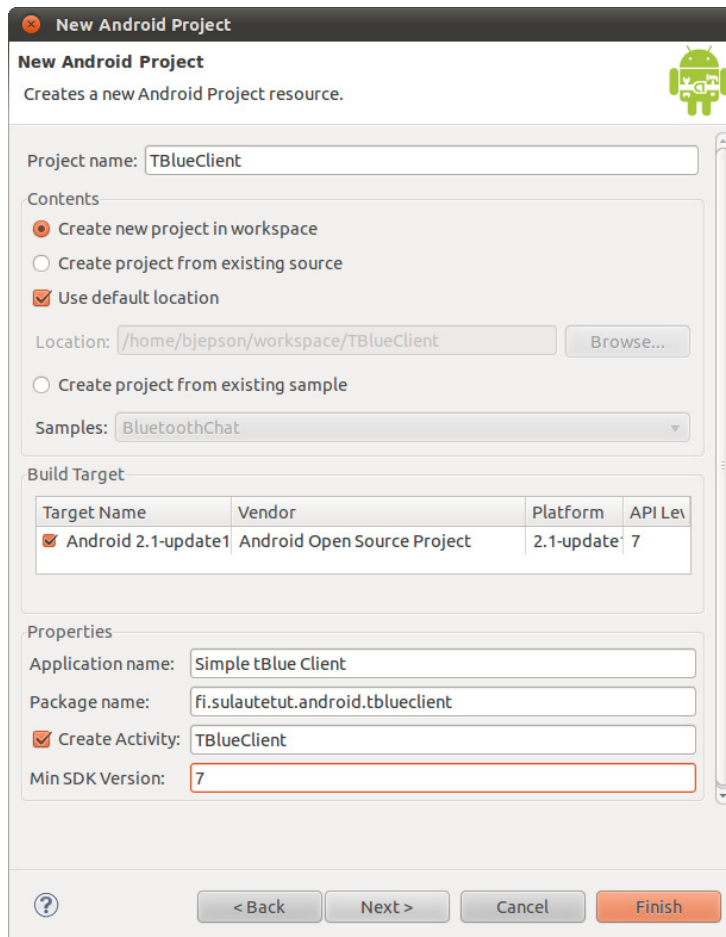 New Android Project
New Android Project
Creates a new Android Project resource.
Project name: TBlueClient
Contents
Create new project in workspace
Create project from existing source
Use default location
Location: /home/bjepson/workspace/TBlueClient Browse...
Create project from existing sample
Samples: BluetoothChat
Build Target
Target Name Vendor Platform API Lev
Android 2.1-update1 Android Open Source Project 2.1-update1 7
Properties
Application name: Simple tBlue Client
Package name: fi.sulautetut.android.tblueclient
Create Activity: TBlueClient
Min SDK Version: 7
? < Back Next > Cancel Finish